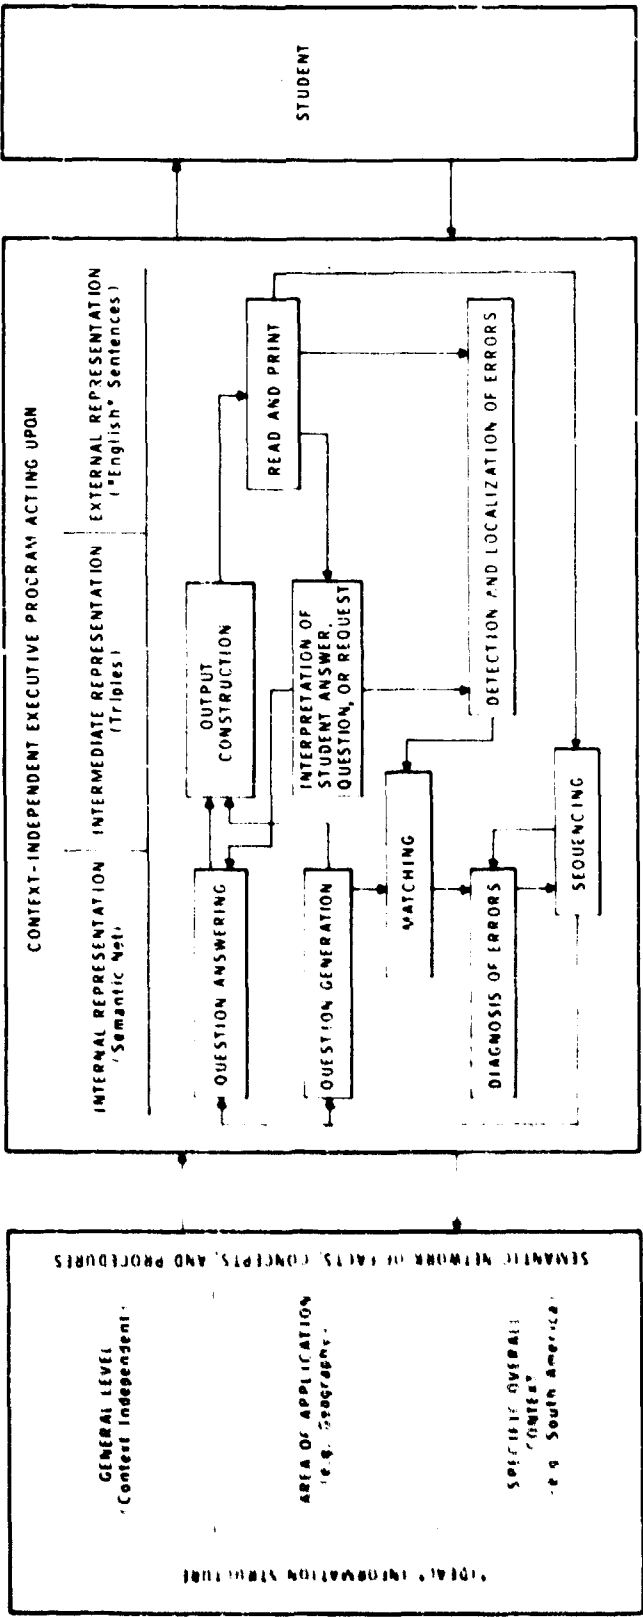 "IDEAL" INFORMATION STRUCTURE
GENERAL LEVEL
(Context Independent)
AREA OF APPLICATION
(e.g. Geography)
SPECIFIC OVERALL
CONTEXT
(e.g. South America)
SEMANTIC NETWORK OF FACTS, CONCEPTS, AND PROCEDURES
CONTEXT-INDEPENDENT EXECUTIVE PROGRAM ACTING UPON
INTERNAL REPRESENTATION
(Semantic Net)
INTERMEDIATE REPRESENTATION
(Triples)
EXTERNAL REPRESENTATION
("English" Sentences)
QUESTION ANSWERING
OUTPUT
CONSTRUCTION
READ AND PRINT
QUESTION GENERATION
INTERPRETATION OF
STUDENT ANSWER,
QUESTION, OR REQUEST
MATCHING
DIAGNOSIS OF ERRORS
DETECTION AND LOCALIZATION OF ERRORS
SEQUENCING
STUDENT